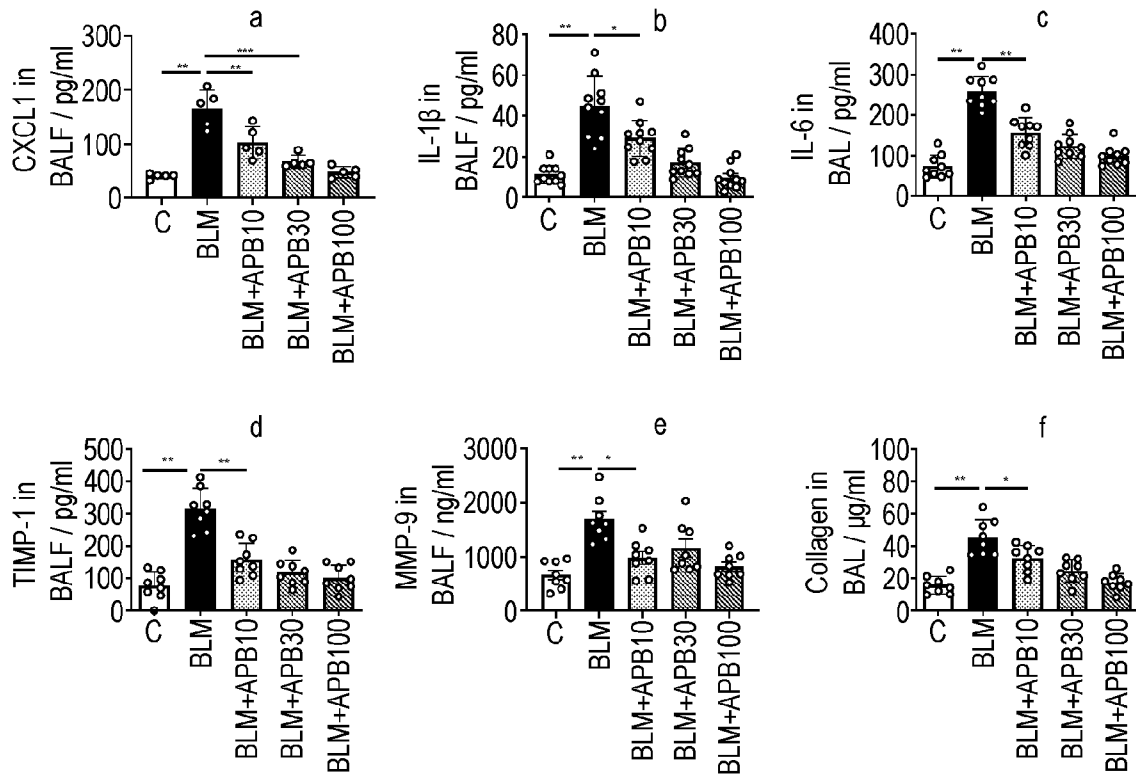 a
CXCL1 in
BALF / pg/ml
300
200
100
0
**
***
**
C
BLM
BLM+APB10
BLM+APB30
BLM+APB100
b
IL-1β in
BALF / pg/ml
80
60
40
20
0
**
*
C
BLM
BLM+APB10
BLM+APB30
BLM+APB100
c
IL-6 in
BAL / pg/ml
400
300
200
100
0
**
**
C
BLM
BLM+APB10
BLM+APB30
BLM+APB100
d
TIMP-1 in
BALF / pg/ml
500
400
300
200
100
0
**
**
C
BLM
BLM+APB10
BLM+APB30
BLM+APB100
e
MMP-9 in
BALF / ng/ml
3000
2000
1000
0
**
*
C
BLM
BLM+APB10
BLM+APB30
BLM+APB100
f
Collagen in
BAL / µg/ml
100
80
60
40
20
0
**
*
C
BLM
BLM+APB10
BLM+APB30
BLM+APB100